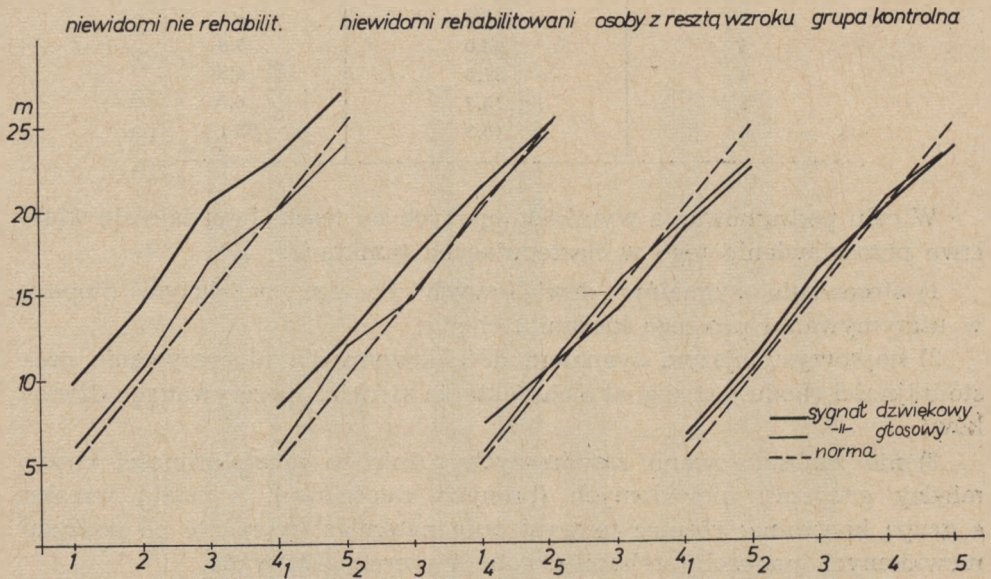 niewidomi nie rehabilit. niewidomi rehabilitowani osoby z resztą wzroku grupa kontrolna
m
25
20
15
10
5
sygnał dzwiękowy
-II- głosowy
norma
1 2 3 4 1 5 2 3 1 4 2 5 3 4 1 5 2 3 4 5